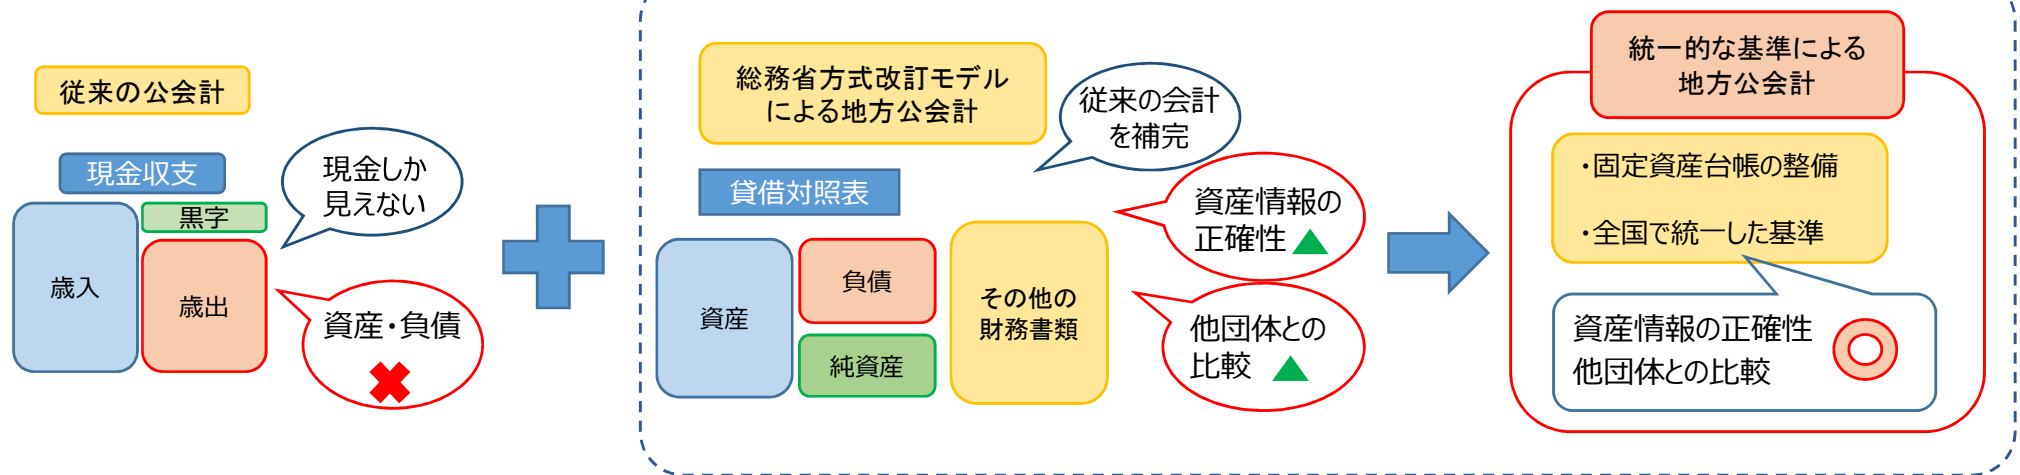 従来の公会計
現金収支
歳入
黒字
歳出
現金しか
見えない
資産・負債
総務省方式改訂モデル
による地方公会計
従来の会計
を補完
貸借対照表
資産
負債
純資産
その他の
財務書類
資産情報の
正確性
他団体との
比較
統一的な基準による
地方公会計
・固定資産台帳の整備
・全国で統一した基準
資産情報の正確性
他団体との比較